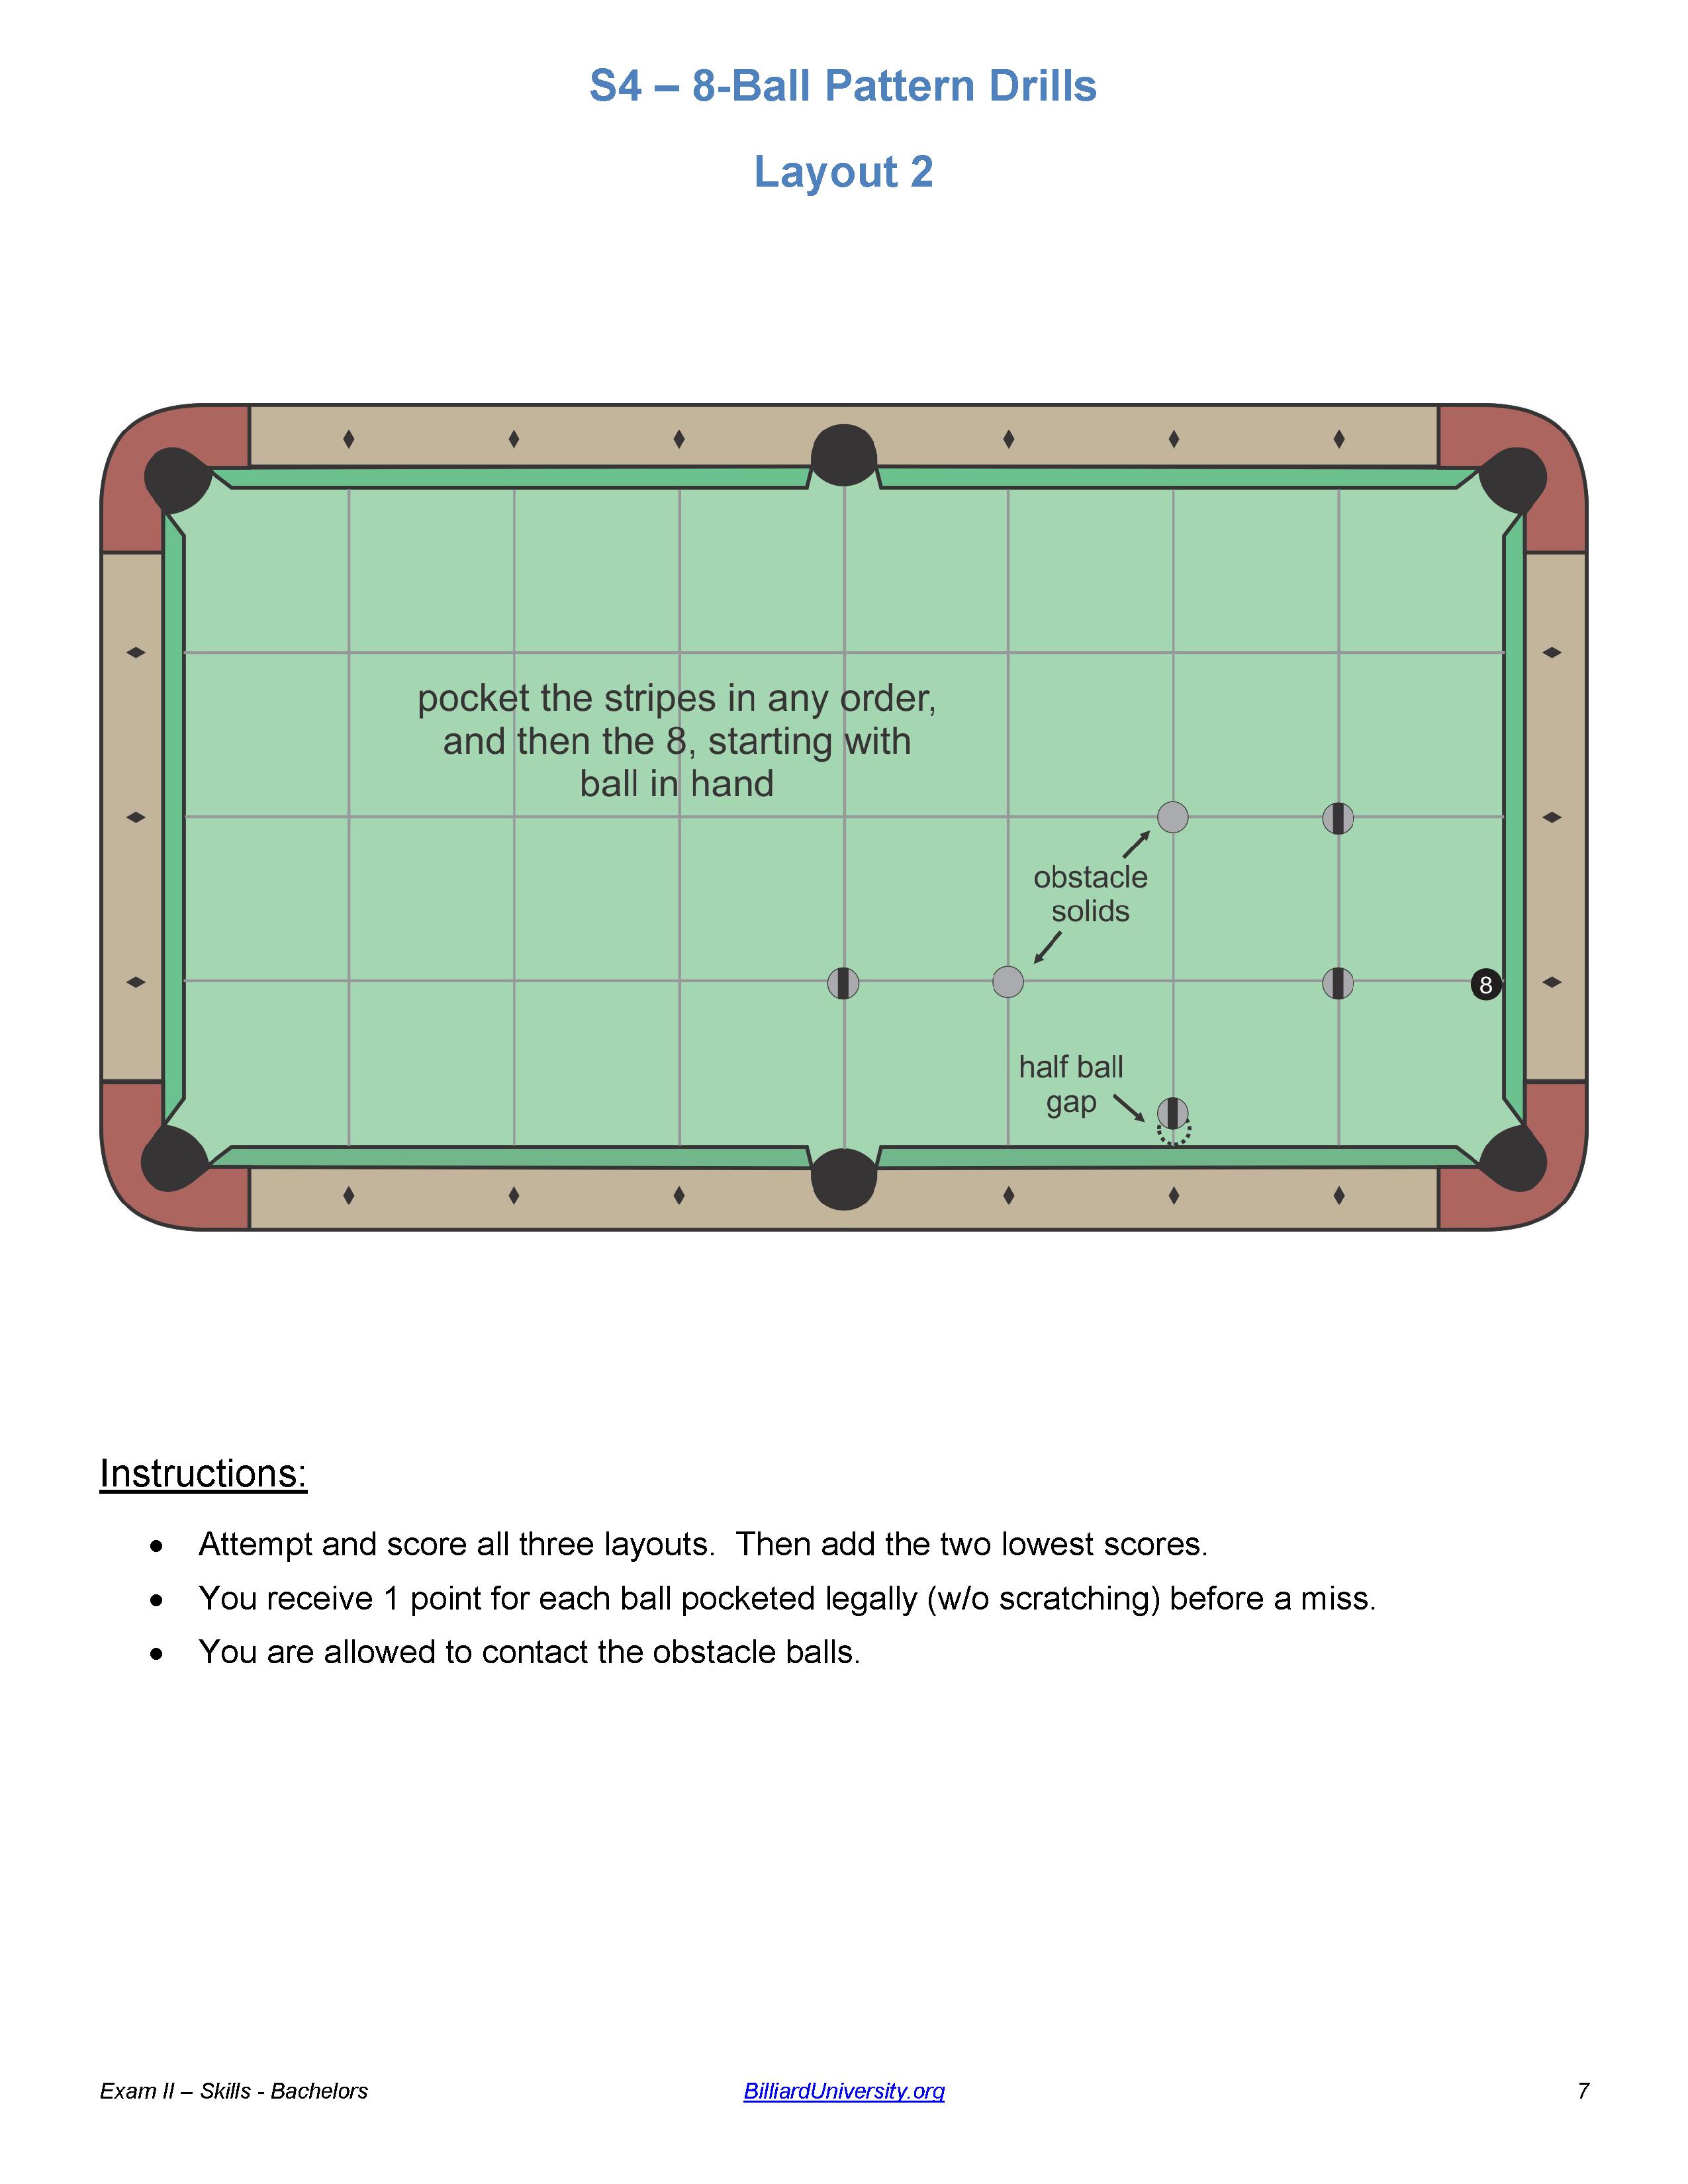 S4 – 8-Ball Pattern Drills
Layout 2
pocket the stripes in any order,
and then the 8, starting with
ball in hand
obstacle
solids
8
half ball
gap
Instructions:
• Attempt and score all three layouts.  Then add the two lowest scores.
• You receive 1 point for each ball pocketed legally (w/o scratching) before a miss.
• You are allowed to contact the obstacle balls.
Exam II – Skills - Bachelors BilliardUniversity.org 7